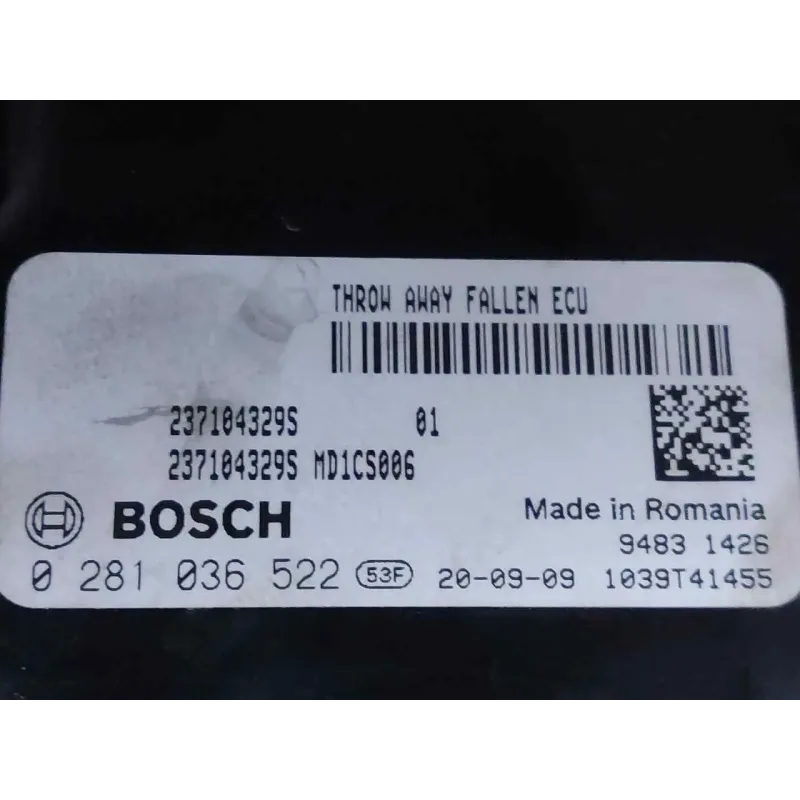 THROW AWAY FALLEN ECU
237104329S 01
237104329S MD1CS006
BOSCH
Made in Romania
9483 1426
0 281 036 522 53F 20-09-09 1039T41455